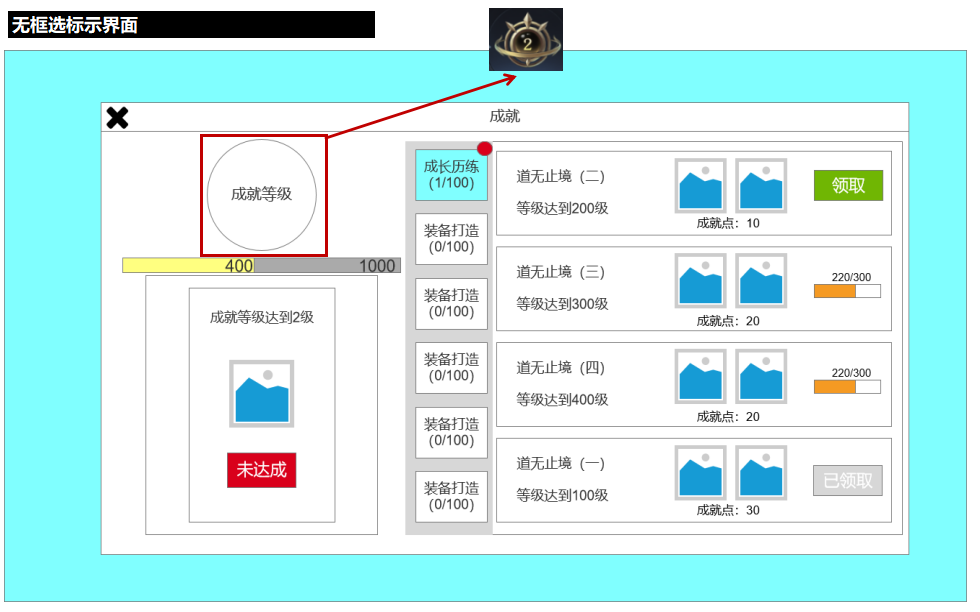 无框选标示界面
2
成就
成就等级
400
1000
成就等级达到2级
未达成
成长历练
(1/100)
装备打造
(0/100)
装备打造
(0/100)
装备打造
(0/100)
装备打造
(0/100)
装备打造
(0/100)
道无止境（二）
等级达到200级
成就点：10
领取
道无止境（三）
等级达到300级
成就点：20
220/300
道无止境（四）
等级达到400级
成就点：20
220/300
道无止境（一）
等级达到100级
成就点：30
已领取